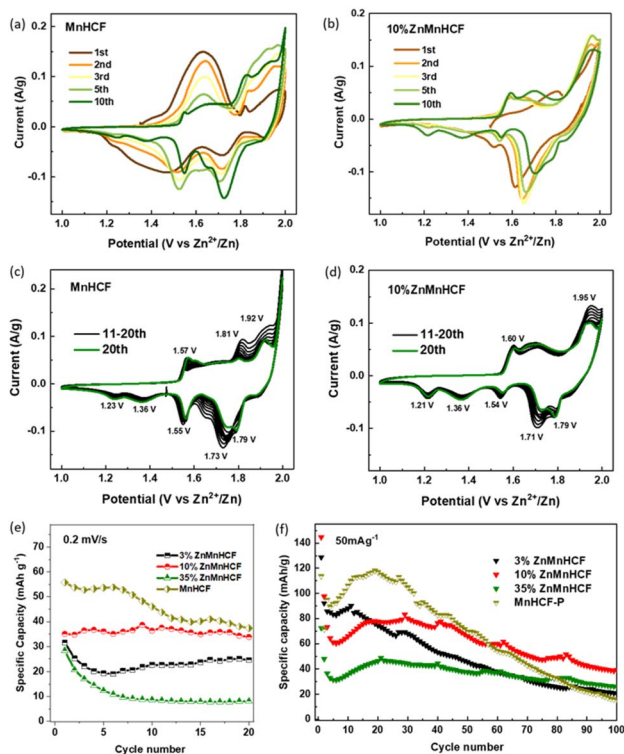 (a)
MnHCF
1st
2nd
3rd
5th
10th
0.2
0.1
0.0
-0.1
Current (A/g)
1.0 1.2 1.4 1.6 1.8 2.0
Potential (V vs Zn²⁺/Zn)
(b)
10%ZnMnHCF
1st
2nd
3rd
5th
10th
0.2
0.1
0.0
-0.1
Current (A/g)
1.0 1.2 1.4 1.6 1.8 2.0
Potential (V vs Zn²⁺/Zn)
(c)
MnHCF
11-20th
20th
1.92 V
1.81 V
1.57 V
1.23 V
1.36 V
1.55 V
1.73 V
1.79 V
0.2
0.1
0.0
-0.1
Current (A/g)
1.0 1.2 1.4 1.6 1.8 2.0
Potential (V vs Zn²⁺/Zn)
(d)
10%ZnMnHCF
11-20th
20th
1.95 V
1.60 V
1.21 V
1.36 V
1.54 V
1.71 V
1.79 V
0.2
0.1
0.0
-0.1
Current (A/g)
1.0 1.2 1.4 1.6 1.8 2.0
Potential (V vs Zn²⁺/Zn)
(e)
0.2 mV/s
3% ZnMnHCF
10% ZnMnHCF
35% ZnMnHCF
MnHCF
80
70
60
50
40
30
20
10
0
Specific Capacity (mAh g⁻¹)
0 5 10 15 20
Cycle number
(f)
50mAg⁻¹
3% ZnMnHCF
10% ZnMnHCF
35% ZnMnHCF
MnHCF-P
140
120
100
80
60
40
20
0
Specific capacity (mAh/g)
0 10 20 30 40 50 60 70 80 90 100
Cycle number